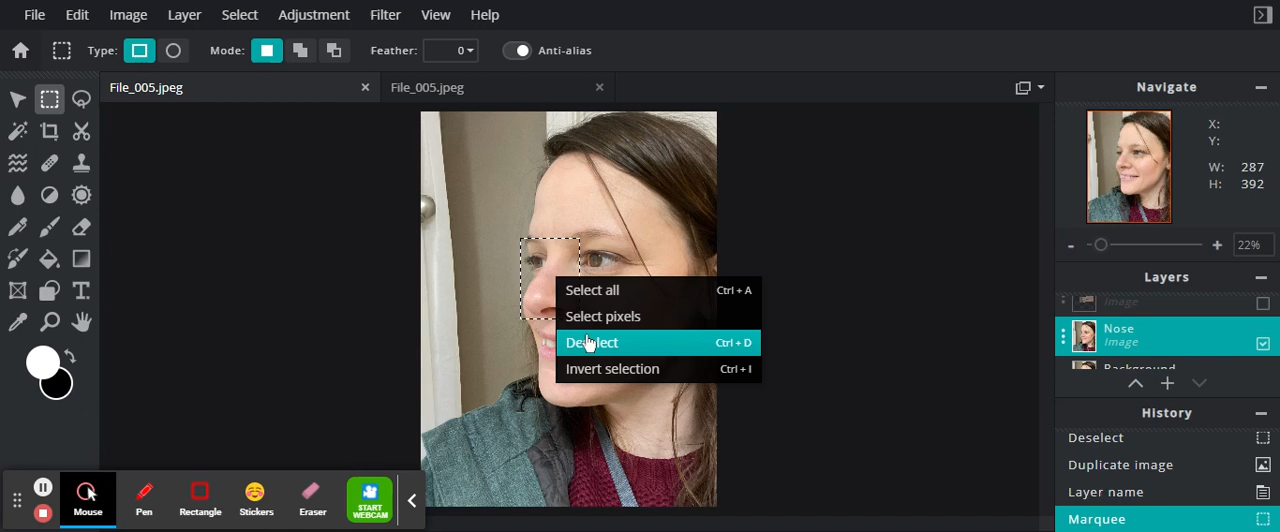 File Edit Image Layer Select Adjustment Filter View Help
Type: Mode: Feather: 0 Anti-alias
File_005.jpeg × File_005.jpeg ×
Navigate
X:
Y:
W: 287
H: 392
- + 22%
Layers
Image
Nose
Image
Background
Select all Ctrl + A
Select pixels
Deselect Ctrl + D
Invert selection Ctrl + I
History
Deselect
Duplicate image
Layer name
Marquee
Mouse Pen Rectangle Stickers Eraser START
WEBCAM